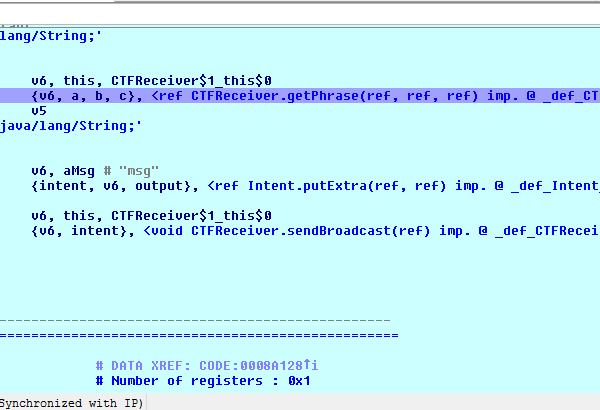 lang/String;'
v6, this, CTFReceiver$1_this$0
{v6, a, b, c}, <ref CTFReceiver.getPhrase(ref, ref, ref) imp. @ _def_CT
v5
java/lang/String;'
v6, aMsg # "msg"
{intent, v6, output}, <ref Intent.putExtra(ref, ref) imp. @ _def_Intent_
v6, this, CTFReceiver$1_this$0
{v6, intent}, <void CTFReceiver.sendBroadcast(ref) imp. @ _def_CTFRecei
---------------------------------------------------
===================================================
# DATA XREF: CODE:0008A128↑i
# Number of registers : 0x1
Synchronized with IP)